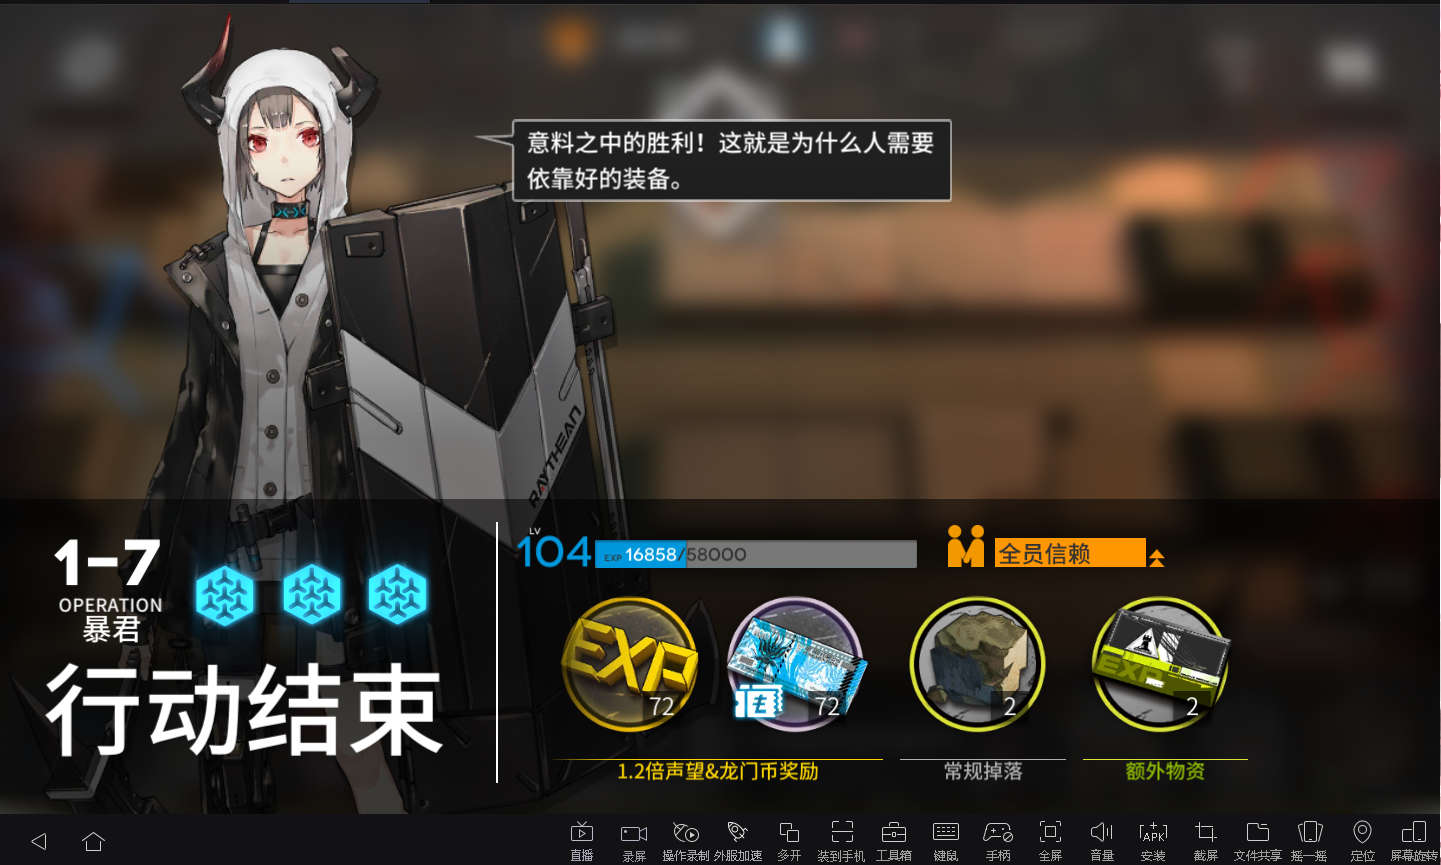 意料之中的胜利！这就是为什么人需要
依靠好的装备。
RAYTHEAN
1-7
OPERATION
暴君
行动结束
LV
104
EXP 16858/58000
全员信赖
EXP
72
72
2
EXP
2
1.2倍声望&龙门币奖励
常规掉落
额外物资
直播
录屏
操作录制
外服加速
多开
装到手机
工具箱
键鼠
手柄
全屏
音量
APK
安装
截屏
文件共享
摇一摇
定位
屏幕旋转